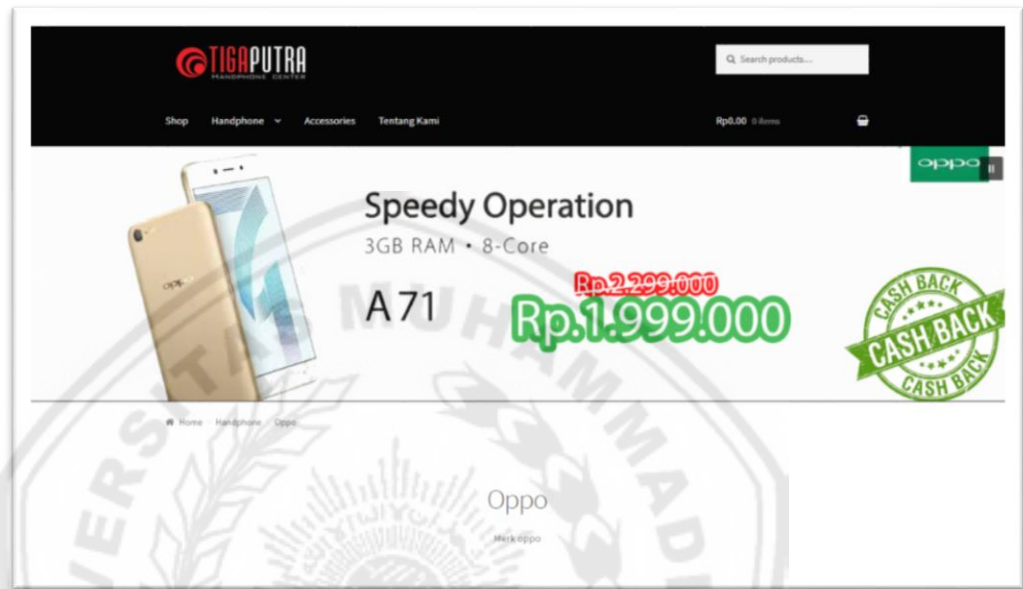 TIGAPUTRA
HANDPHONE CENTER
Search products...
Shop Handphone Accessories Tentang Kami
Rp0.00 0 items
oppo
Speedy Operation
3GB RAM • 8-Core
A71
Rp.2.299.000
Rp.1.999.000
oppo
CASH BACK
CASH BACK
CASH BACK
Home Handphone Oppo
Oppo
Merk oppo